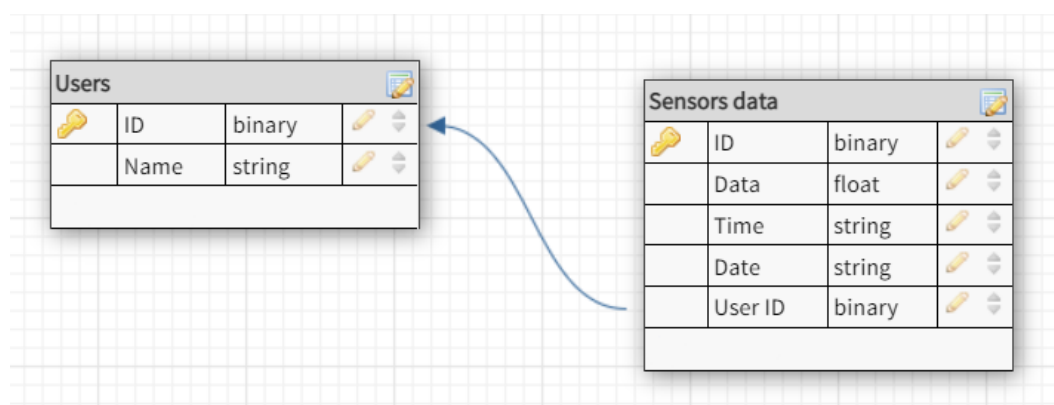 Users
ID binary
Name string
Sensors data
ID binary
Data float
Time string
Date string
User ID binary